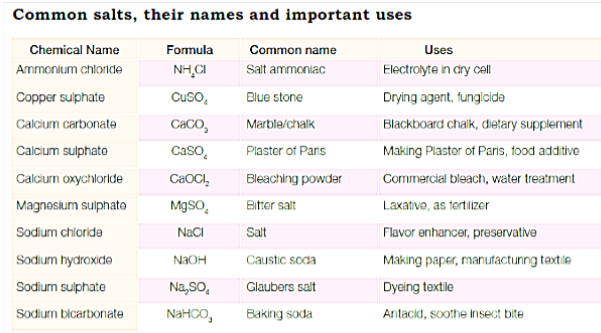 Common salts, their names and important uses
Chemical Name Formula Common name Uses
Ammonium chloride NH₄Cl Salt ammoniac Electrolyte in dry cell
Copper sulphate CuSO₄ Blue stone Drying agent, fungicide
Calcium carbonate CaCO₃ Marble/chalk Blackboard chalk, dietary supplement
Calcium sulphate CaSO₄ Plaster of Paris Making Plaster of Paris, food additive
Calcium oxychloride CaOCl₂ Bleaching powder Commercial bleach, water treatment
Magnesium sulphate MgSO₄ Bitter salt Laxative, as fertilizer
Sodium chloride NaCl Salt Flavor enhancer, preservative
Sodium hydroxide NaOH Caustic soda Making paper, manufacturing textile
Sodium sulphate Na₂SO₄ Glaubers salt Dyeing textile
Sodium bicarbonate NaHCO₃ Baking soda Antacid, soothe insect bite